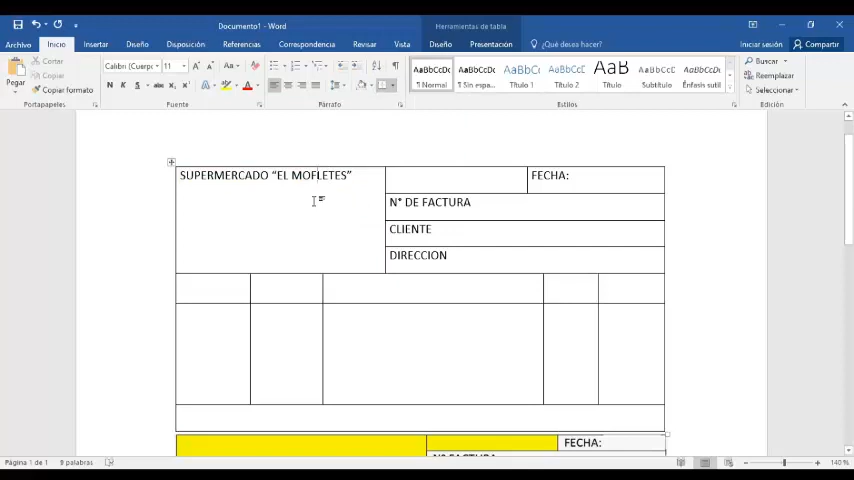 Documento1 - Word
Herramientas de tabla
Archivo Inicio Insertar Diseño Disposición Referencias Correspondencia Revisar Vista Diseño Presentación ¿Qué desea hacer? Iniciar sesión Compartir
Pegar
Cortar
Copiar
Copiar formato
Calibri (Cuerpo 11
AaBbCcDc AaBbCcDc AaBbCc AaBbCcC AaB AaBbCcC AaBbCcDc
¶ Normal ¶ Sin espa... Título 1 Título 2 Título Subtítulo Énfasis sutil
Buscar
Reemplazar
Seleccionar
Portapapeles Fuente Párrafo Estilos Edición
SUPERMERCADO “EL MOFLETES” FECHA:
N° DE FACTURA
CLIENTE
DIRECCION
FECHA:
Página 1 de 1 9 palabras 140 %